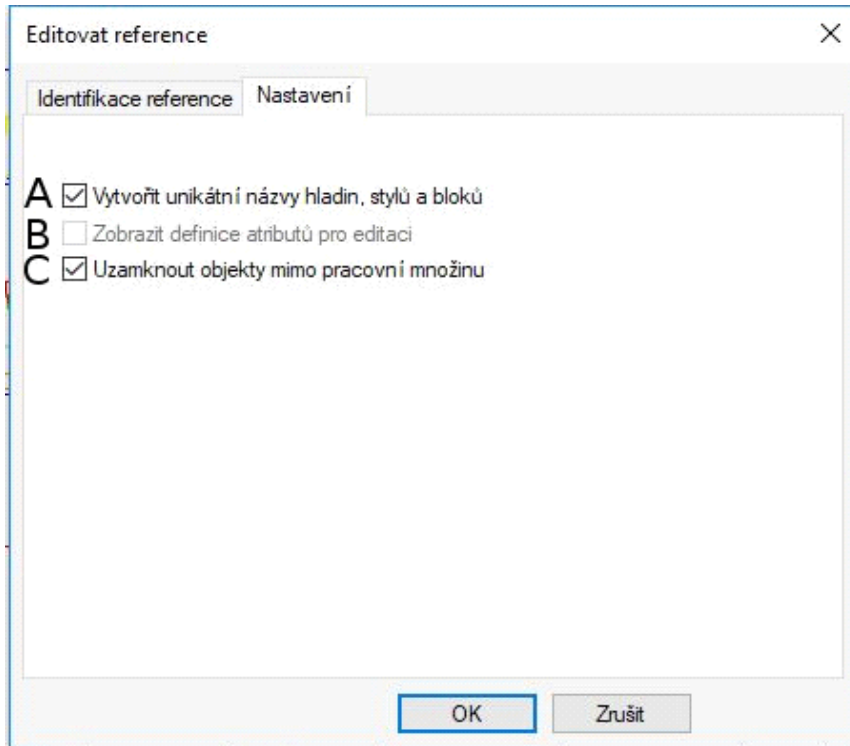 Editovat reference
Identifikace reference Nastavení
A Vytvořit unikátní názvy hladin, stylů a bloků
B Zobrazit definice atributů pro editaci
C Uzamknout objekty mimo pracovní množinu
OK Zrušit